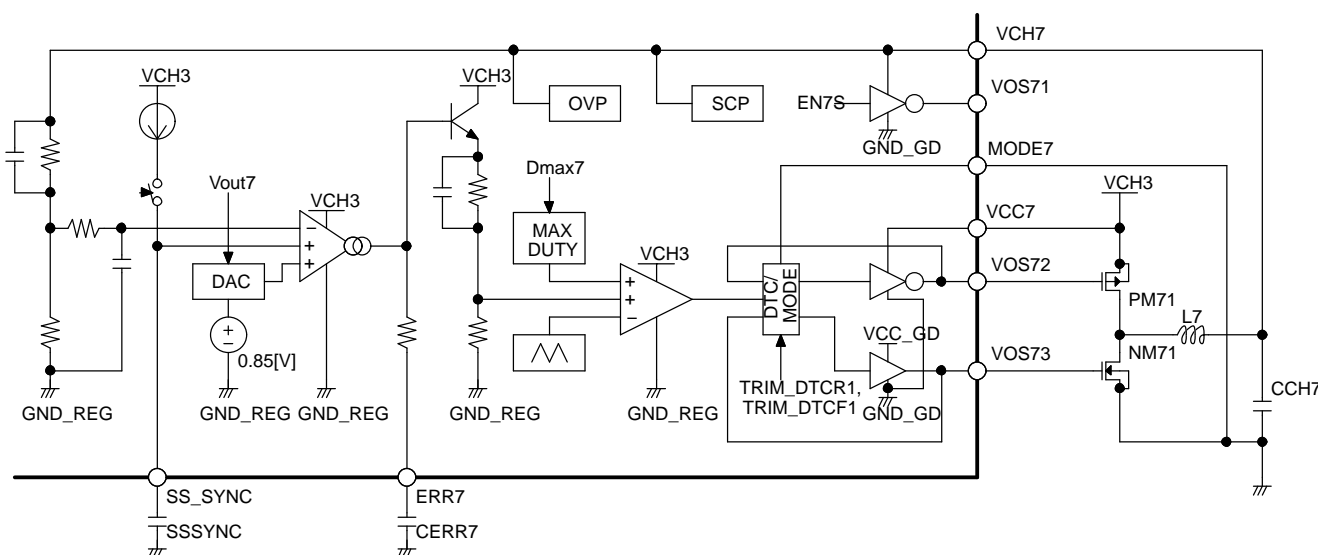 VCH7
VCH3
VCH3
OVP
SCP
EN7S
VOS71
GND_GD
MODE7
Vout7
Dmax7
VCH3
VCH3
MAX
DUTY
VCH3
VCC7
DAC
DTC/
MODE
VOS72
PM71
0.85[V]
VCC_GD
L7
NM71
VOS73
GND_REG
GND_REG
GND_REG
GND_REG
GND_REG
TRIM_DTCR1,
TRIM_DTCF1
GND_GD
CCH7
SS_SYNC
ERR7
SSSYNC
CERR7